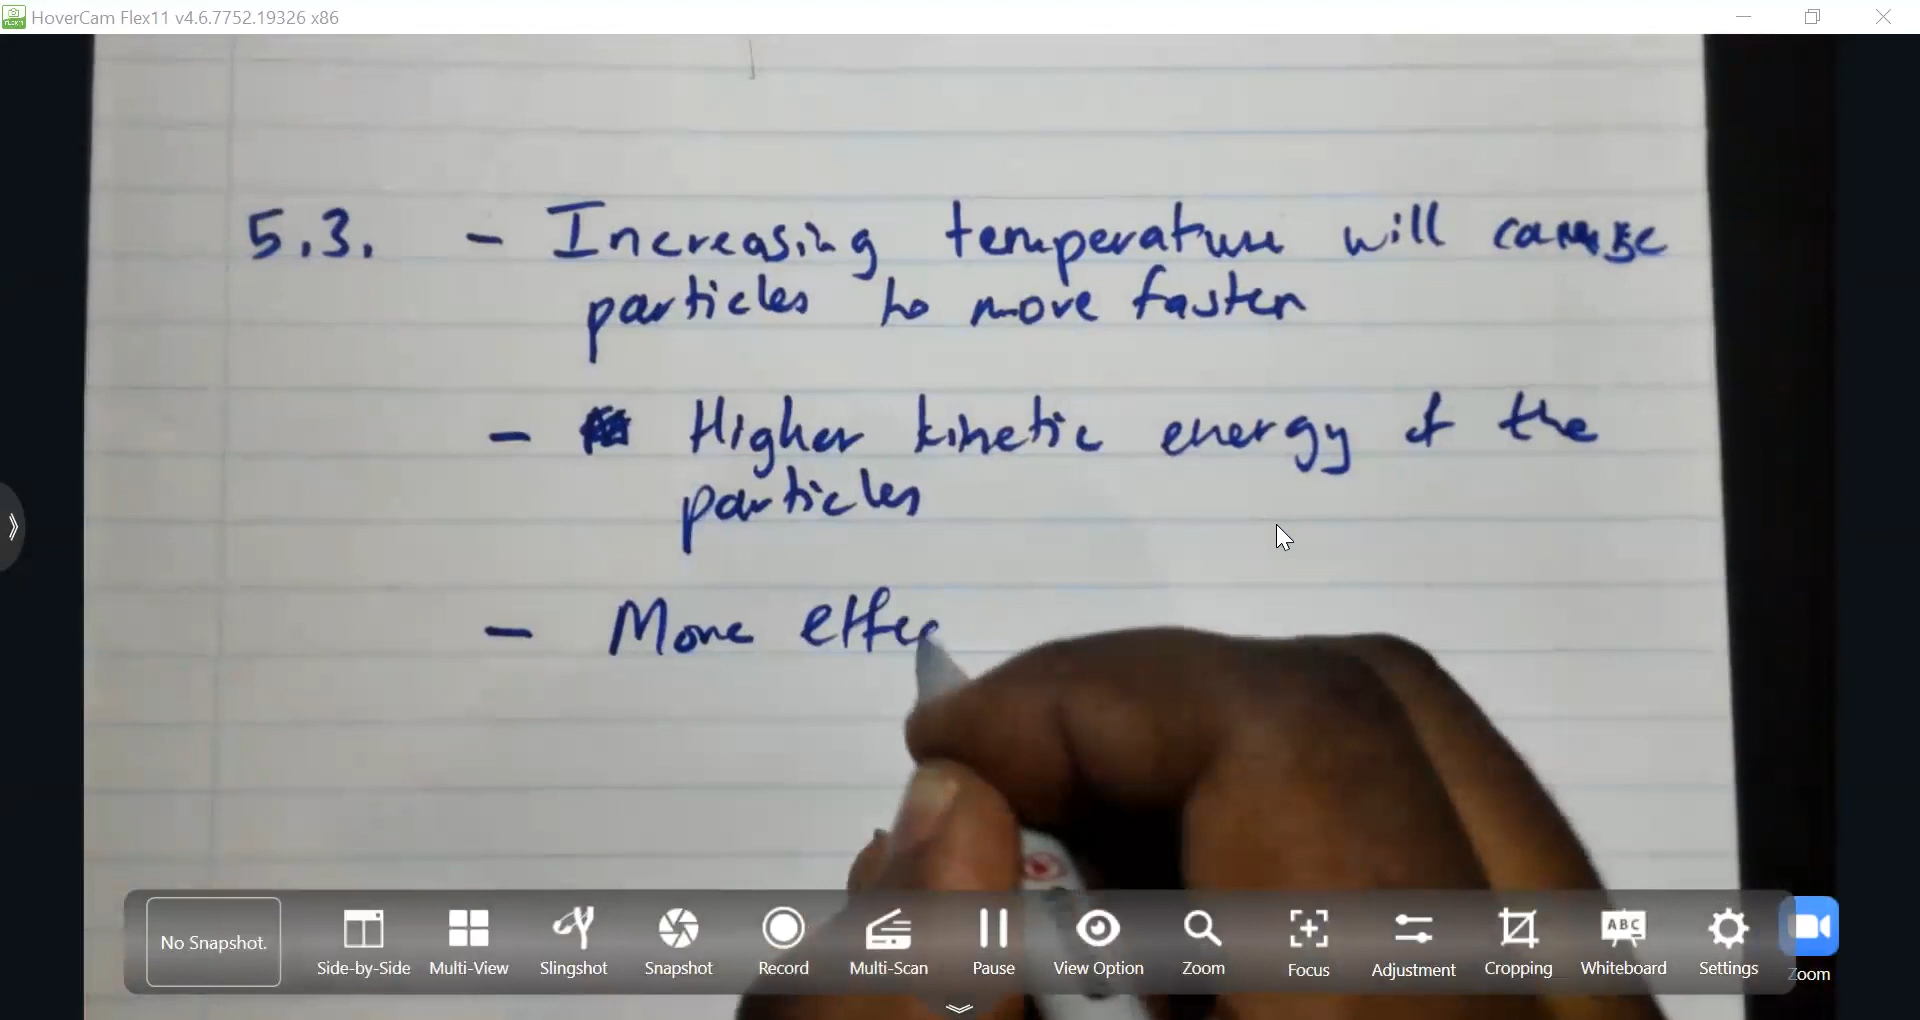 HoverCam Flex11 v4.6.7752.19326 x86
5.3. - Increasing temperature will cause
particles to move faster
- Higher kinetic energy of the
particles
- More effec
No Snapshot.
Side-by-Side Multi-View Slingshot Snapshot Record Multi-Scan Pause View Option Zoom Focus Adjustment Cropping ABC Whiteboard Settings Zoom